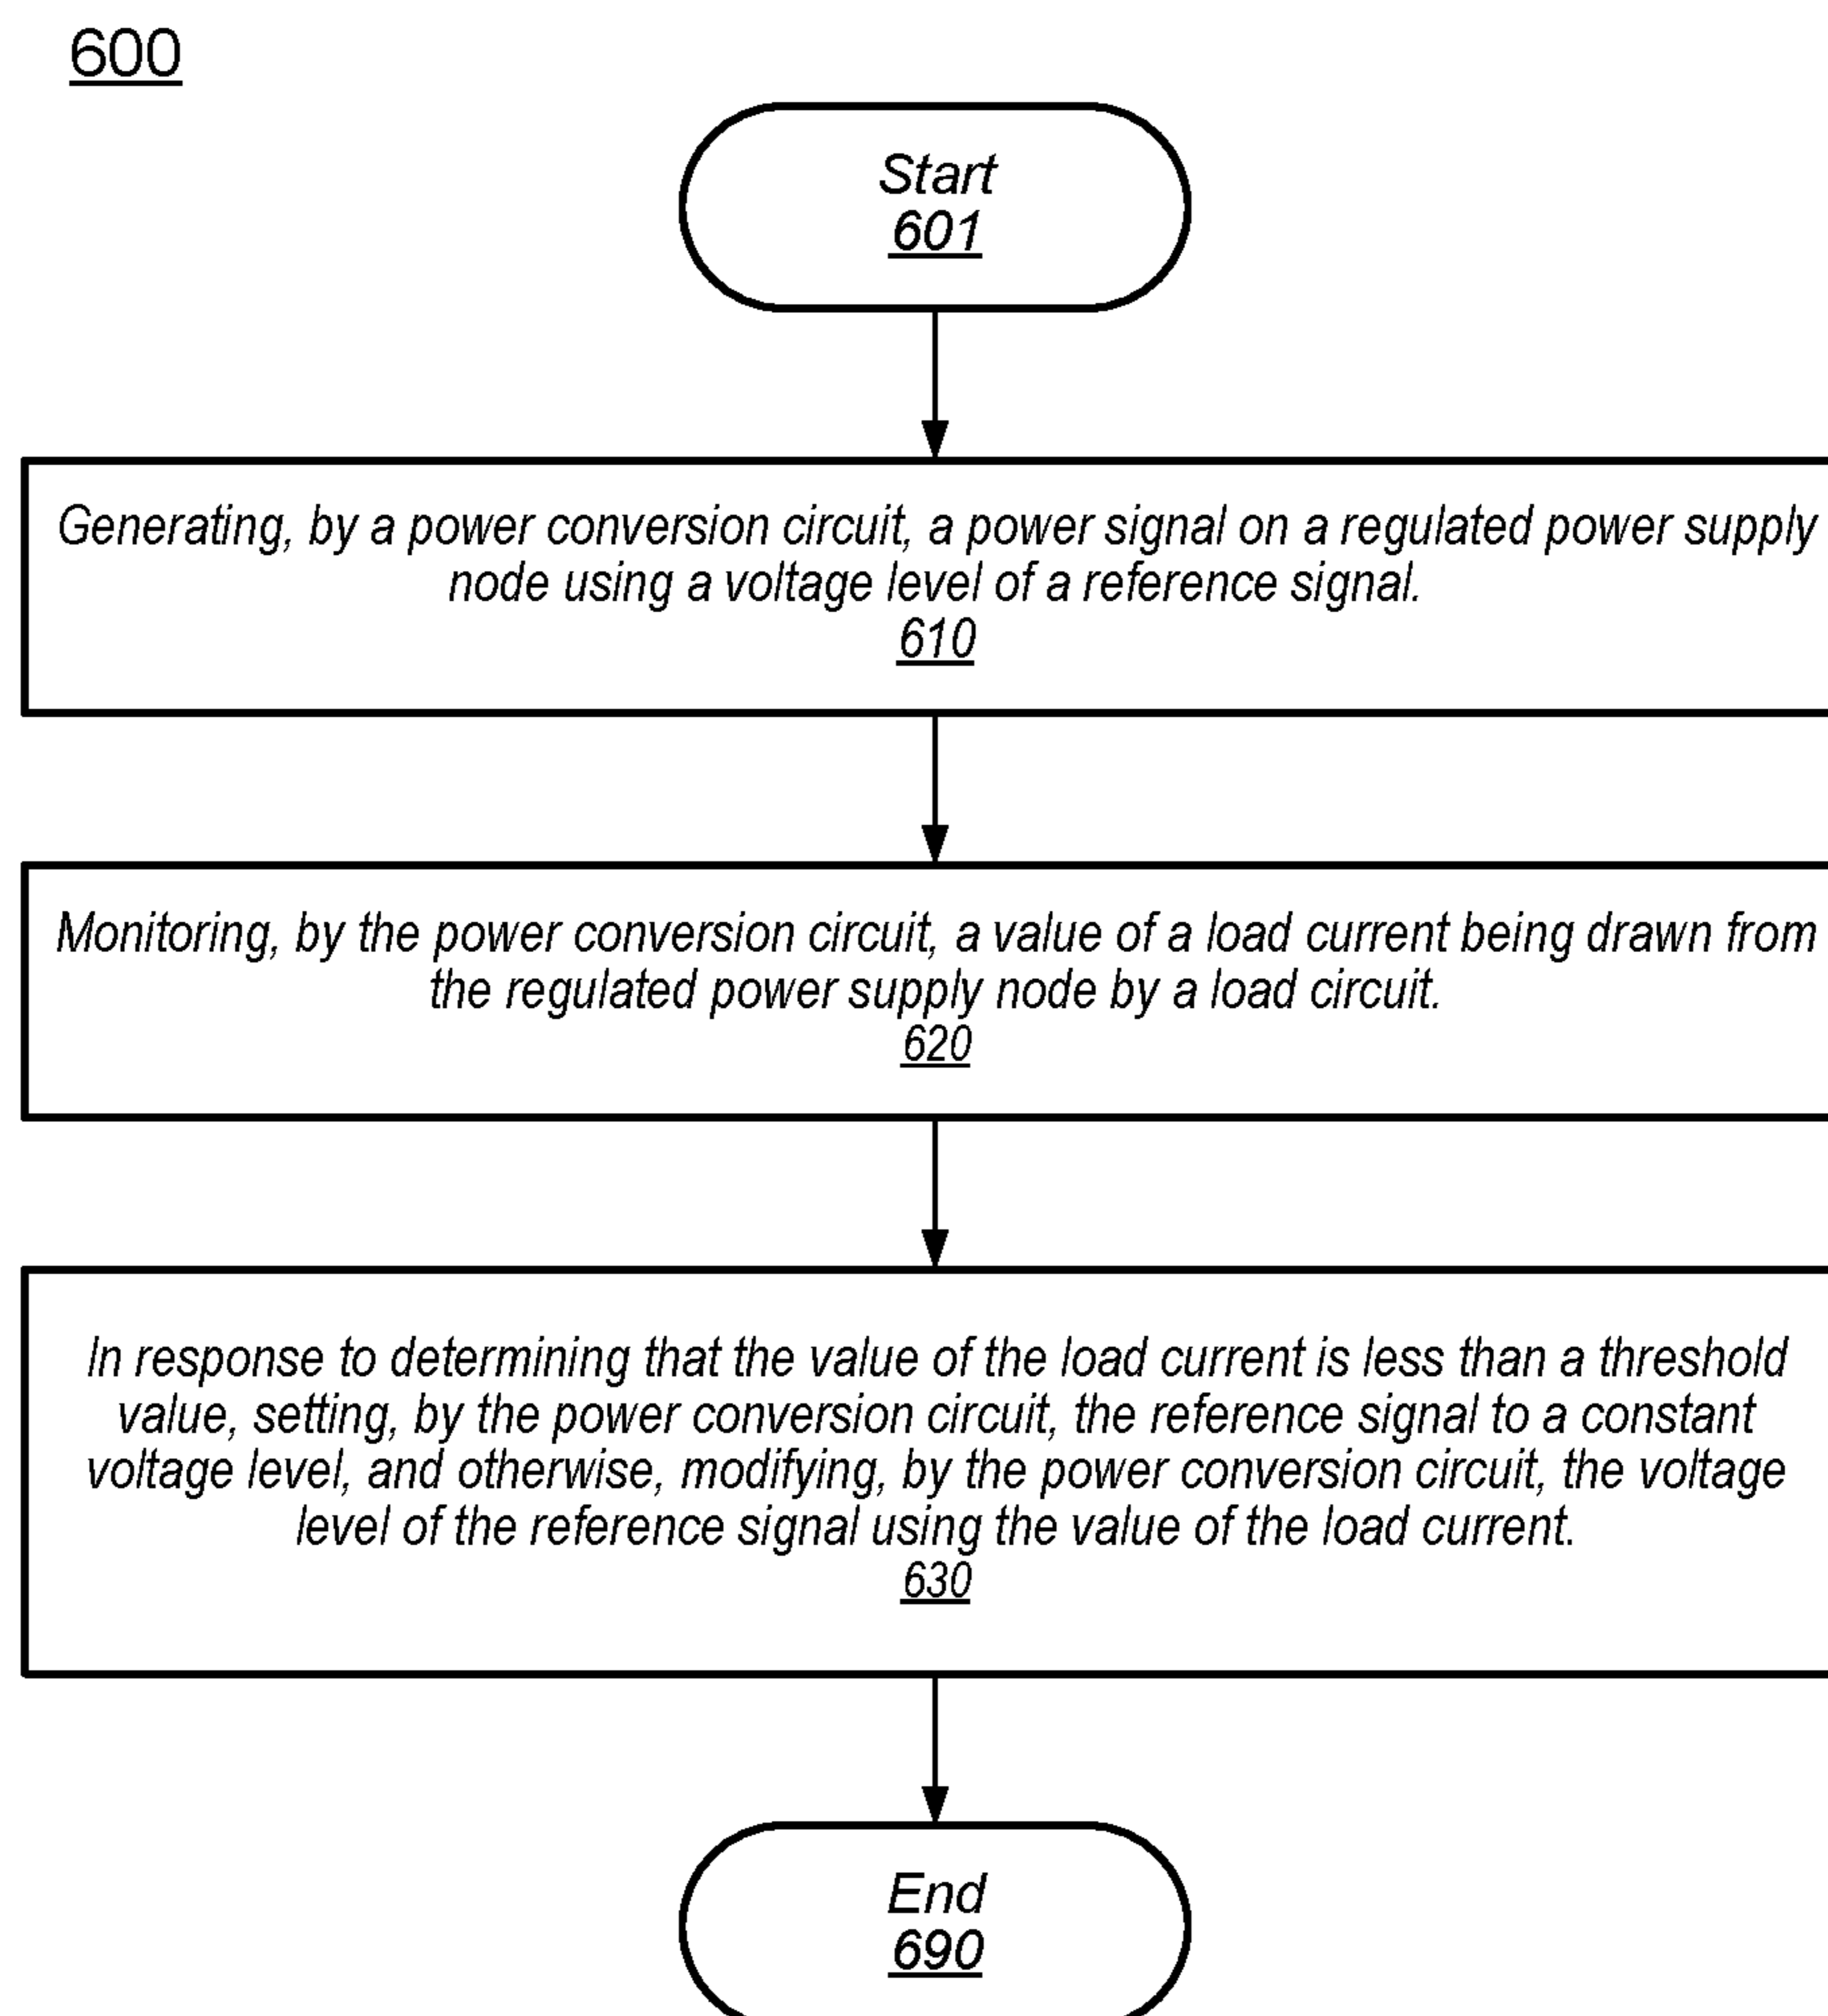 600
Start
601
Generating, by a power conversion circuit, a power signal on a regulated power supply
node using a voltage level of a reference signal.
610
Monitoring, by the power conversion circuit, a value of a load current being drawn from
the regulated power supply node by a load circuit.
620
In response to determining that the value of the load current is less than a threshold
value, setting, by the power conversion circuit, the reference signal to a constant
voltage level, and otherwise, modifying, by the power conversion circuit, the voltage
level of the reference signal using the value of the load current.
630
End
690